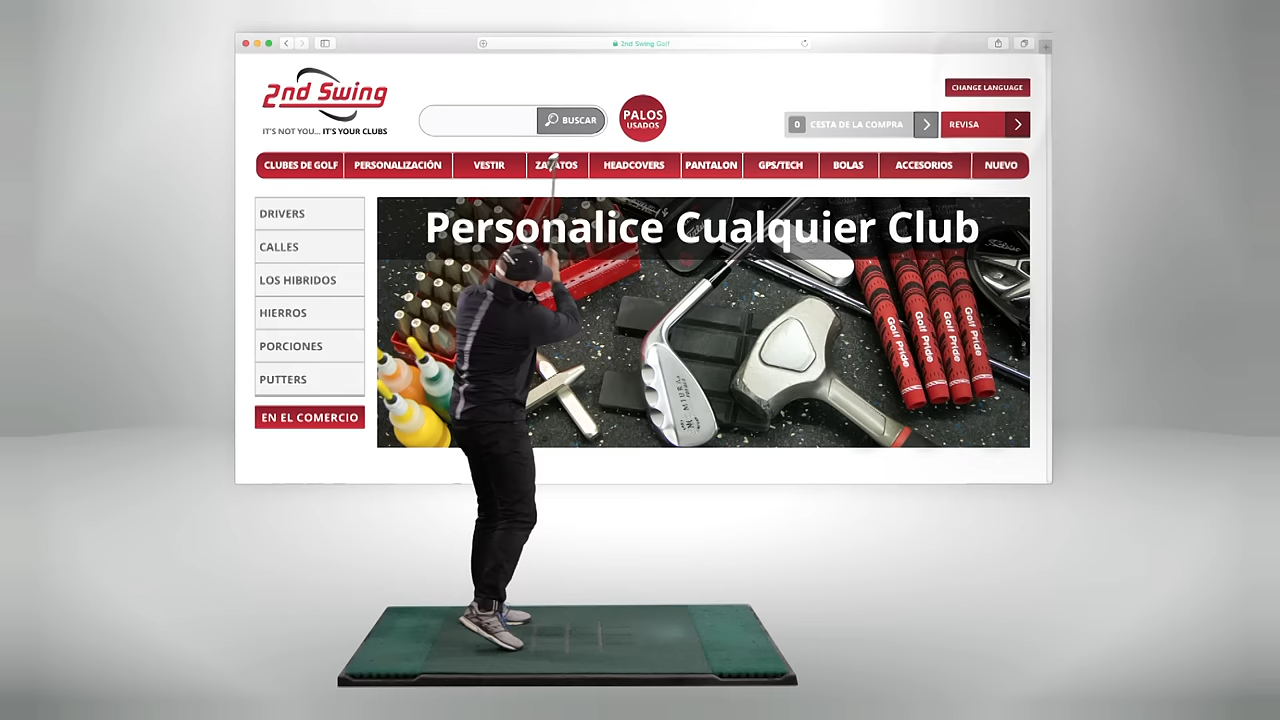 2nd Swing Golf
2nd Swing
IT'S NOT YOU... IT'S YOUR CLUBS
BUSCAR
PALOS
USADOS
CHANGE LANGUAGE
0 CESTA DE LA COMPRA
REVISA
CLUBES DE GOLF PERSONALIZACIÓN VESTIR ZAPATOS HEADCOVERS PANTALON GPS/TECH BOLAS ACCESORIOS NUEVO
DRIVERS
CALLES
LOS HIBRIDOS
HIERROS
PORCIONES
PUTTERS
EN EL COMERCIO
Personalice Cualquier Club
MIURA
Golf Pride
Golf Pride
Golf Pride
Golf Pride